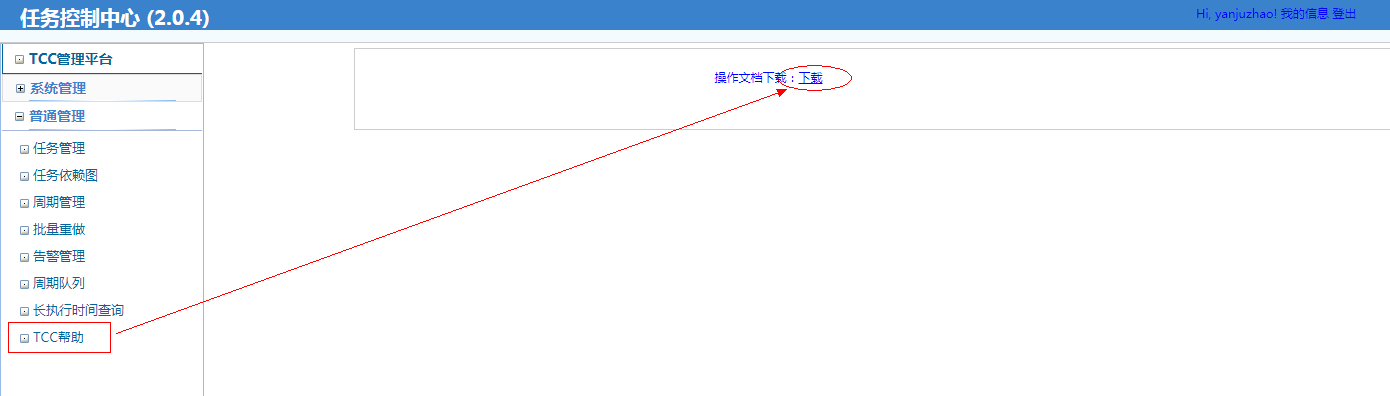 任务控制中心 (2.0.4)
Hi, yanjuzhao! 我的信息 登出
TCC管理平台
系统管理
普通管理
任务管理
任务依赖图
周期管理
批量重做
告警管理
周期队列
长执行时间查询
TCC帮助
操作文档下载：下载